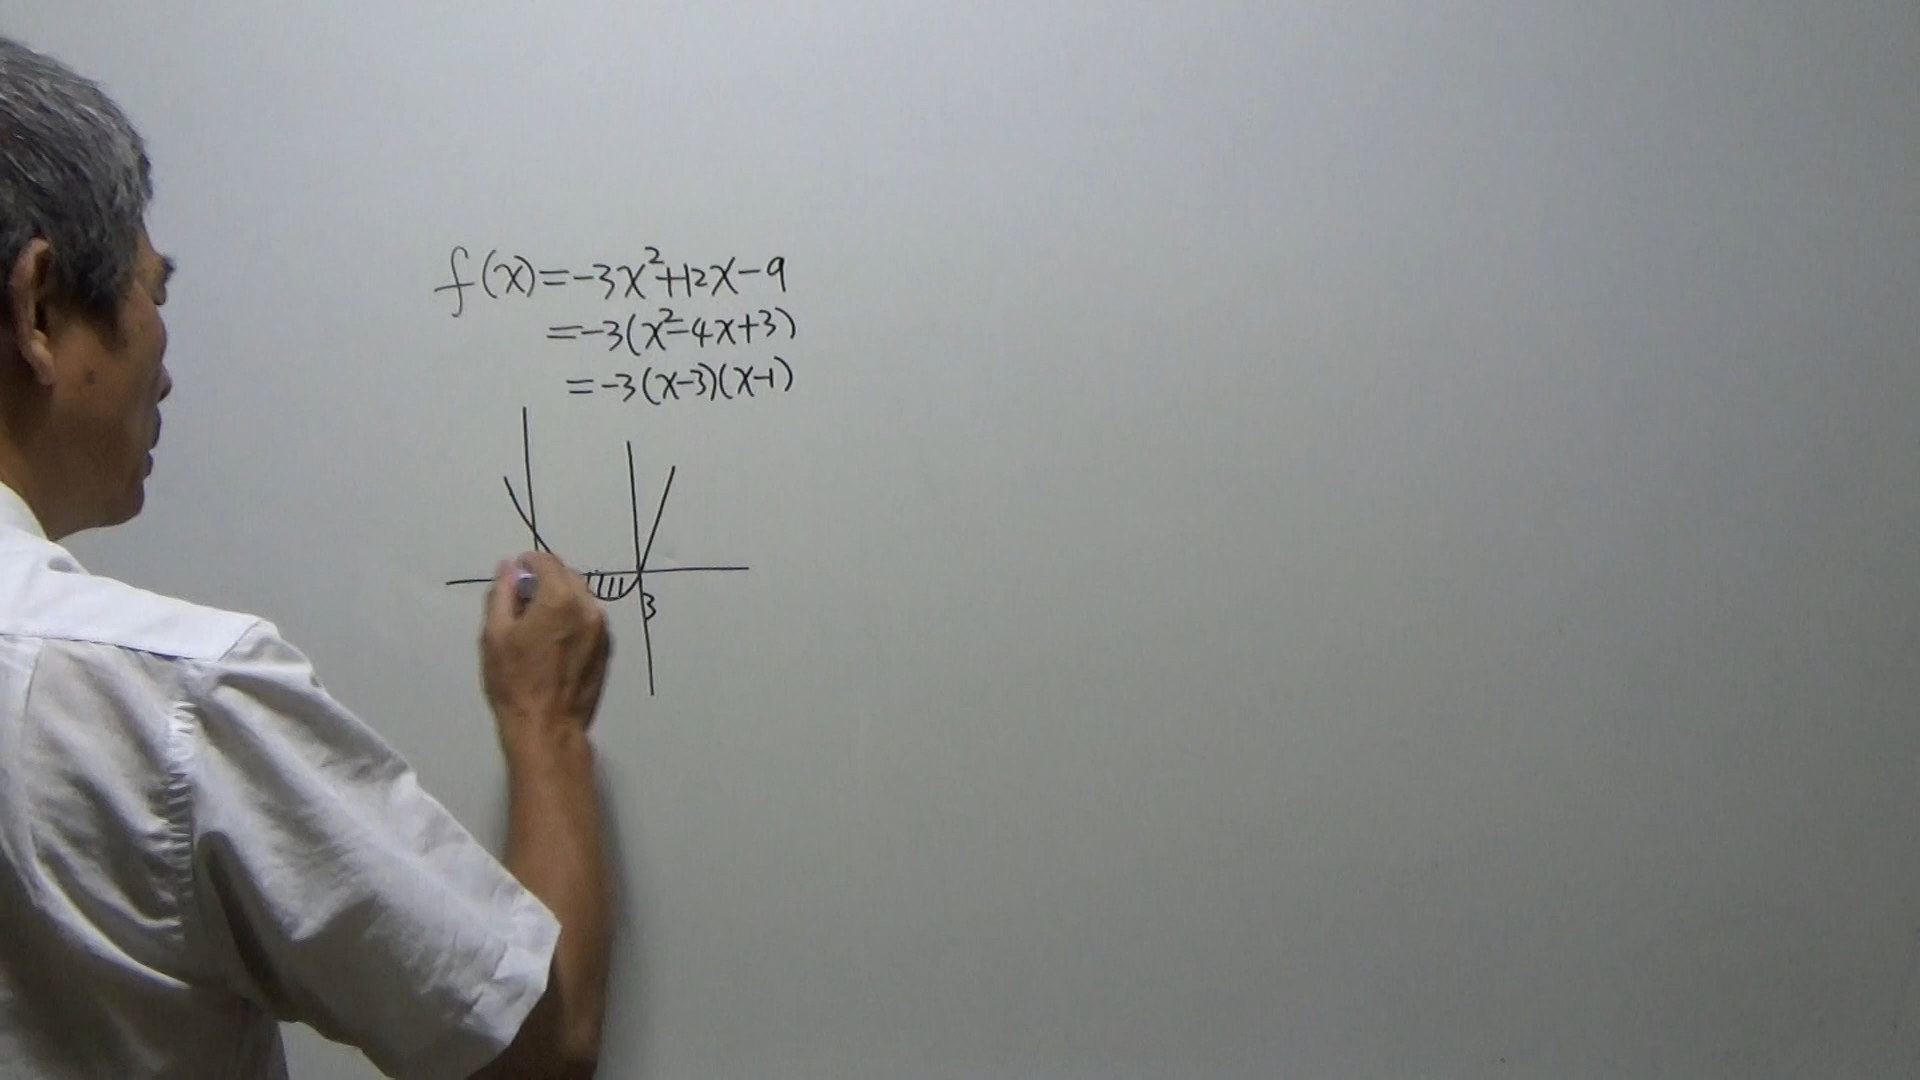 f(x)=-3x²+12x-9
=-3(x²-4x+3)
=-3(x-3)(x-1)
3